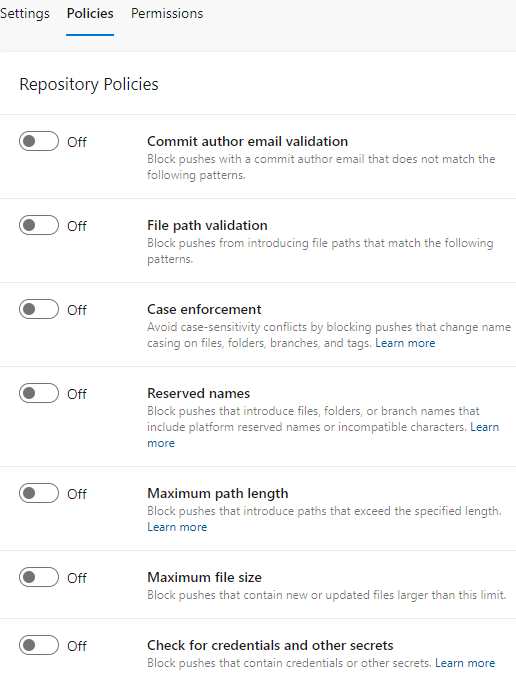 Settings Policies Permissions
Repository Policies
Off Commit author email validation
Block pushes with a commit author email that does not match the
following patterns.
Off File path validation
Block pushes from introducing file paths that match the following
patterns.
Off Case enforcement
Avoid case-sensitivity conflicts by blocking pushes that change name
casing on files, folders, branches, and tags. Learn more
Off Reserved names
Block pushes that introduce files, folders, or branch names that
include platform reserved names or incompatible characters. Learn
more
Off Maximum path length
Block pushes that introduce paths that exceed the specified length.
Learn more
Off Maximum file size
Block pushes that contain new or updated files larger than this limit.
Off Check for credentials and other secrets
Block pushes that contain credentials or other secrets. Learn more